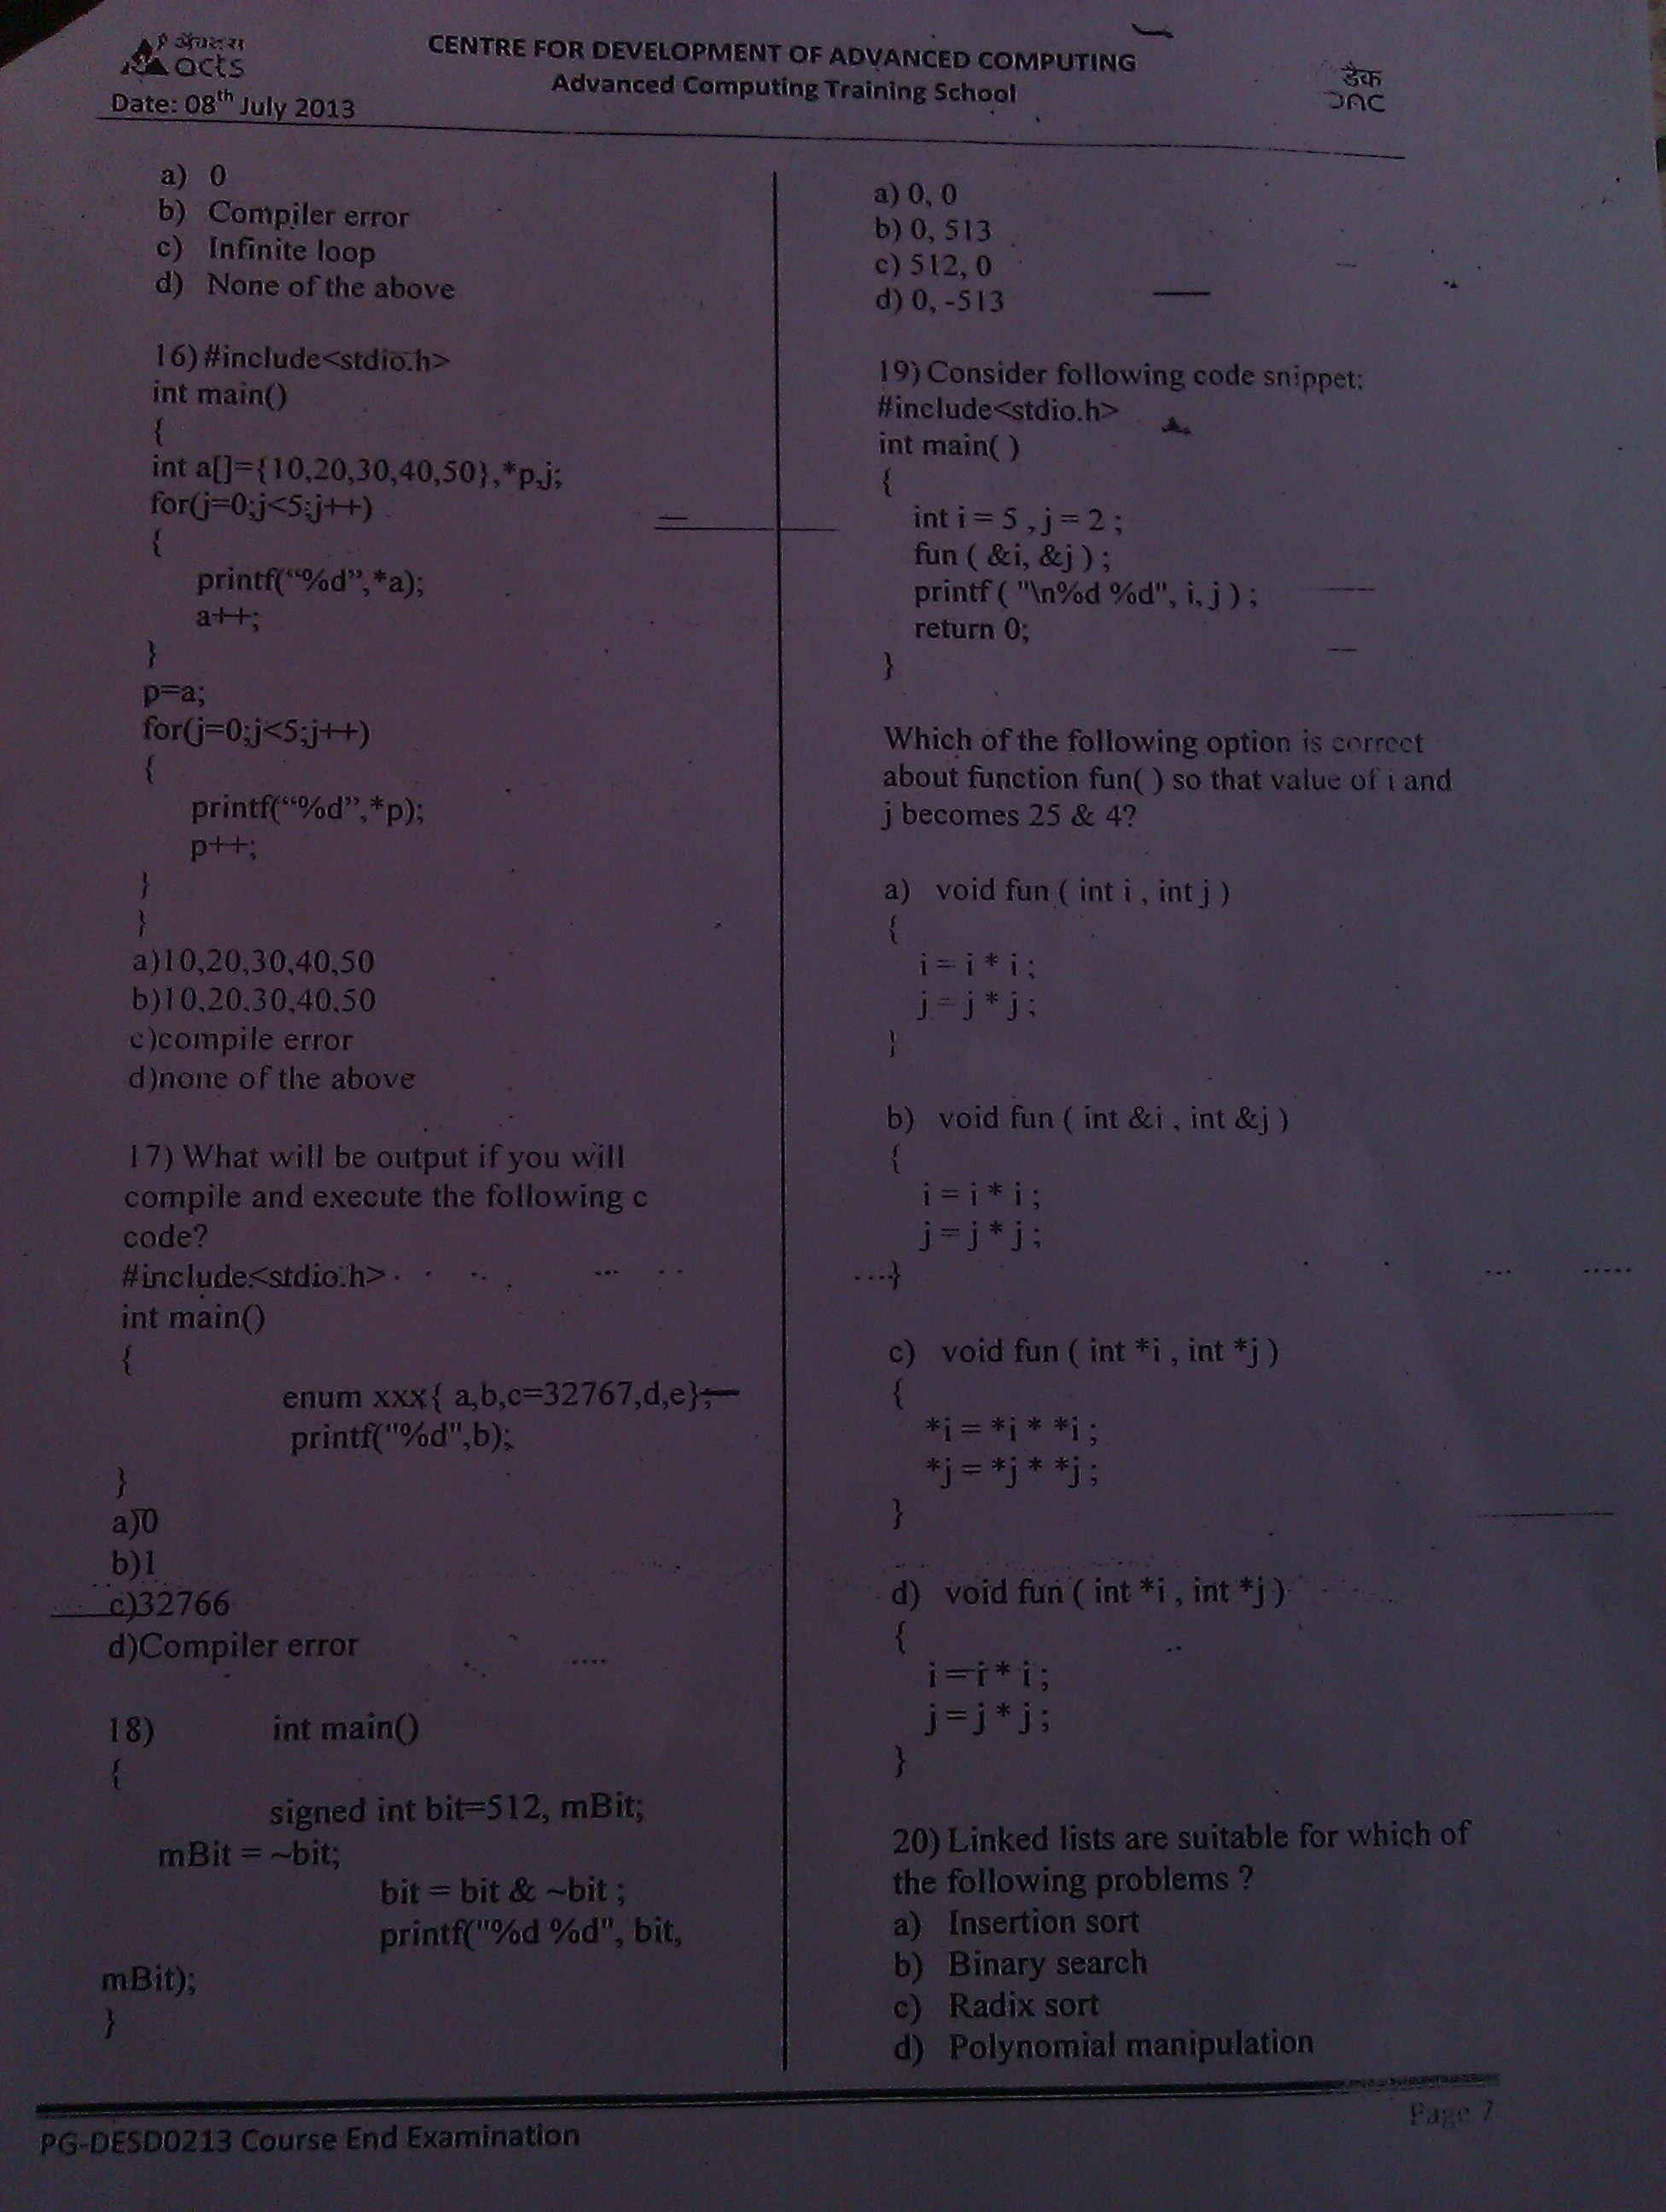 ॲक्ट्स
acts
CENTRE FOR DEVELOPMENT OF ADVANCED COMPUTING
Advanced Computing Training School
Date: 08th July 2013
डैक
a) 0
b) Compiler error
c) Infinite loop
d) None of the above
16) #include<stdio.h>
int main()
{
int a[]={10,20,30,40,50},*p,j;
for(j=0;j<5;j++)
{
printf(“%d”,*a);
a++;
}
p=a;
for(j=0;j<5;j++)
{
printf(“%d”,*p);
p++;
}
}
a)10,20,30,40,50
b)10,20,30,40,50
c)compile error
d)none of the above
17) What will be output if you will
compile and execute the following c
code?
#include<stdio.h>
int main()
{
enum xxx{ a,b,c=32767,d,e};
printf("%d",b);
}
a)0
b)1
c)32766
d)Compiler error
18) int main()
{
signed int bit=512, mBit;
mBit = ~bit;
bit = bit & ~bit ;
printf("%d %d", bit,
mBit);
}
a) 0, 0
b) 0, 513
c) 512, 0
d) 0, -513
19) Consider following code snippet:
#include<stdio.h>
int main( )
{
int i = 5 , j = 2 ;
fun ( &i, &j ) ;
printf ( "\n%d %d", i, j ) ;
return 0;
}
Which of the following option is correct
about function fun( ) so that value of i and
j becomes 25 & 4?
a) void fun ( int i , int j )
{
i = i * i ;
j = j * j ;
}
b) void fun ( int &i , int &j )
{
i = i * i ;
j = j * j ;
}
c) void fun ( int *i , int *j )
{
*i = *i * *i ;
*j = *j * *j ;
}
d) void fun ( int *i , int *j )
{
i = i * i ;
j = j * j ;
}
20) Linked lists are suitable for which of
the following problems ?
a) Insertion sort
b) Binary search
c) Radix sort
d) Polynomial manipulation
Page 7
PG-DESD0213 Course End Examination